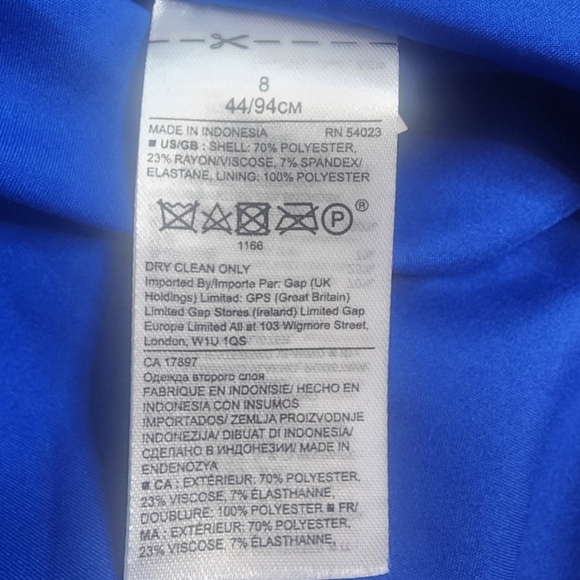 8
44/94CM
MADE IN INDONESIA RN 54023
■ US/GB : SHELL: 70% POLYESTER,
23% RAYON/VISCOSE, 7% SPANDEX/
ELASTANE, LINING: 100% POLYESTER
P ®
1166
DRY CLEAN ONLY
Imported By/Importe Par: Gap (UK
Holdings) Limited: GPS (Great Britain)
Limited Gap Stores (Ireland) Limited Gap
Europe Limited All at 103 Wigmore Street,
London, W1U 1QS
CA 17897
Одежда второго слоя
FABRIQUE EN INDONISIE/ HECHO EN
INDONESIA CON INSUMOS
IMPORTADOS/ ZEMLJA PROIZVODNJE
INDONEZIJA/ DIBUAT DI INDONESIA/
СДЕЛАНО В ИНДОНЕЗИИ/ MADE IN
ENDENOZYA
■ CA : EXTÉRIEUR: 70% POLYESTER,
23% VISCOSE, 7% ÉLASTHANNE,
DOUBLURE: 100% POLYESTER ■ FR/
MA : EXTÉRIEUR: 70% POLYESTER,
23% VISCOSE, 7% ÉLASTHANNE,